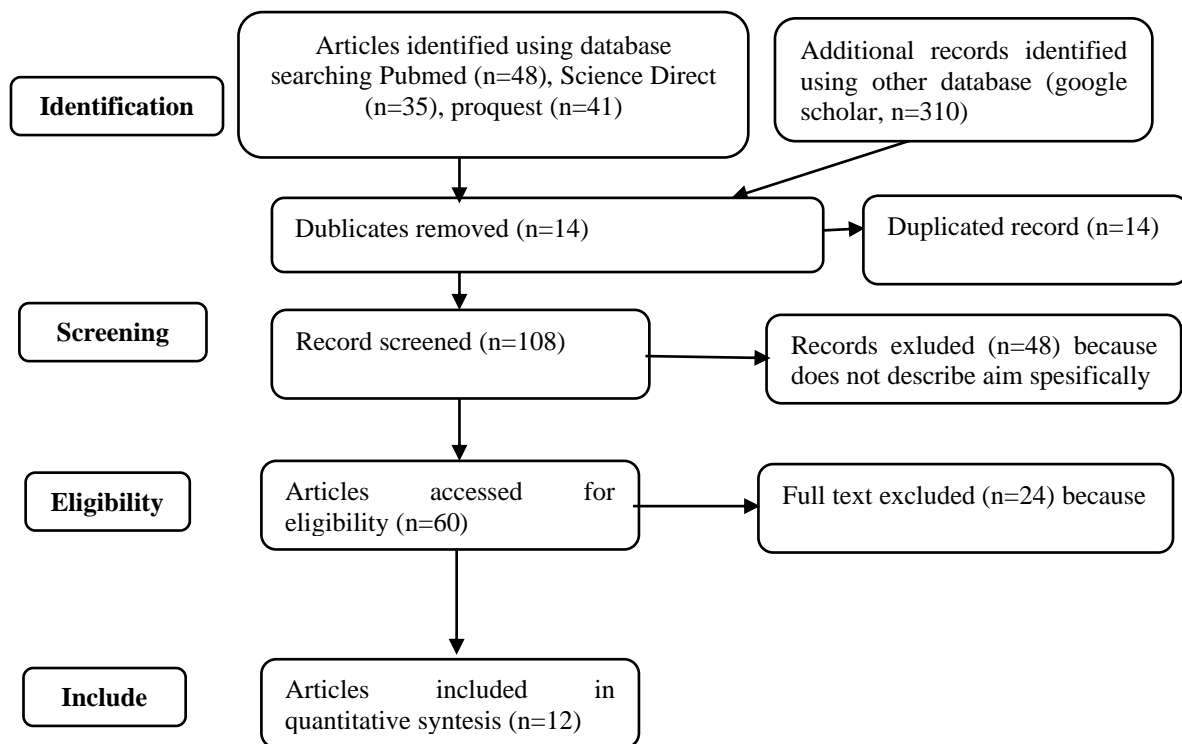 Identification
Articles identified using database
searching Pubmed (n=48), Science Direct
(n=35), proquest (n=41)
Additional records identified
using other database (google
scholar, n=310)
Dublicates removed (n=14)
Duplicated record (n=14)
Screening
Record screened (n=108)
Records exluded (n=48) because
does not describe aim spesifically
Eligibility
Articles accessed for
eligibility (n=60)
Full text excluded (n=24) because
Include
Articles included in
quantitative syntesis (n=12)